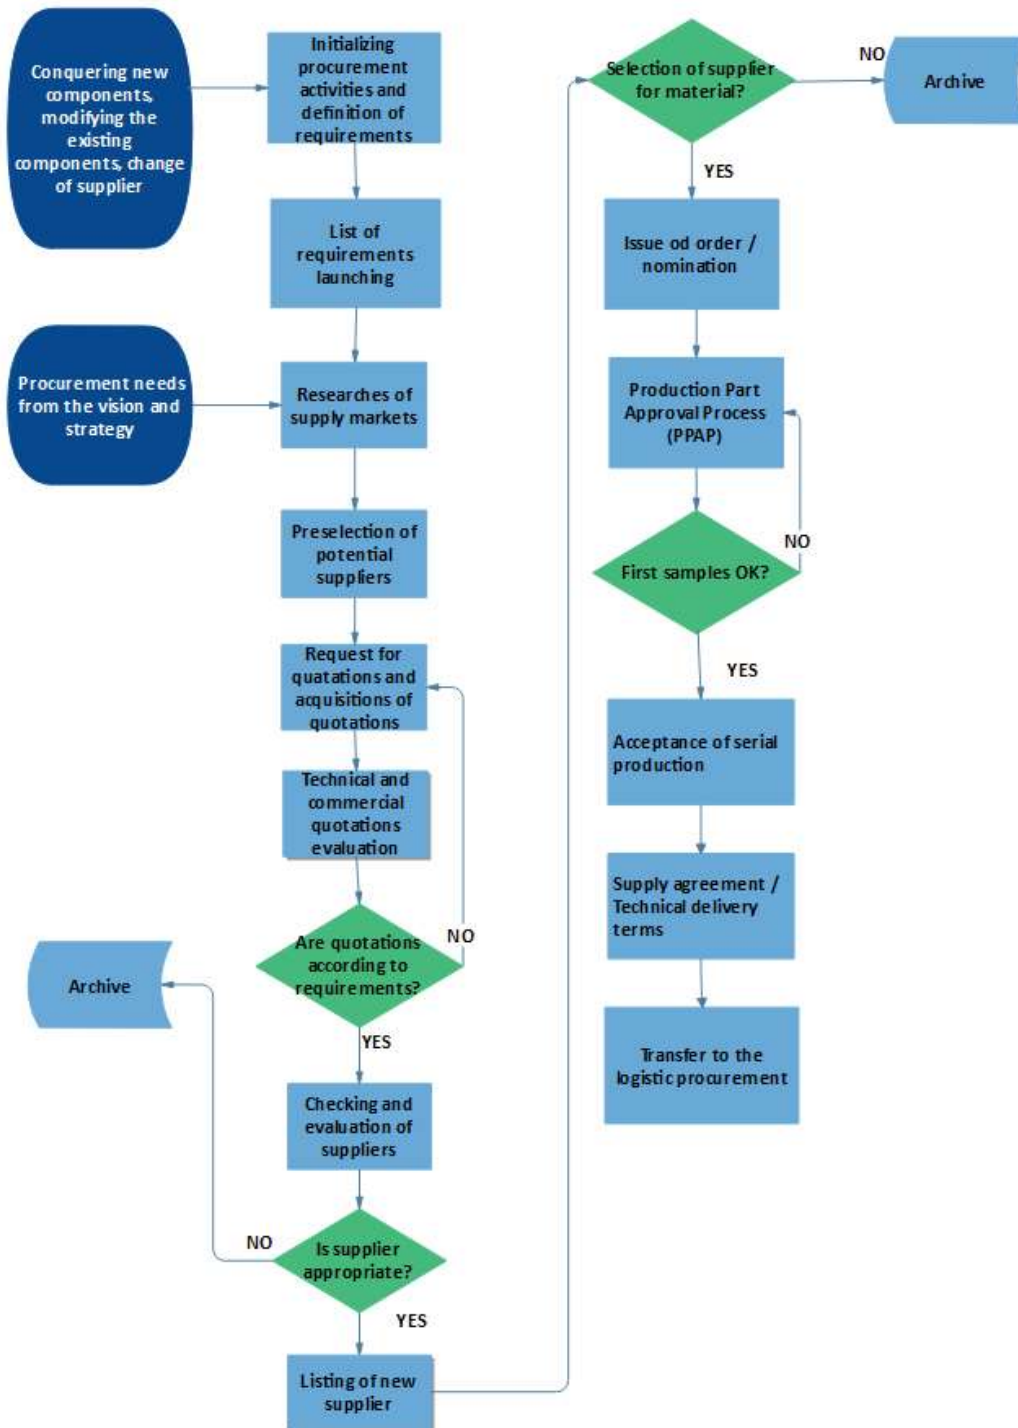 Conquering new
components,
modifying the
existing
components, change
of supplier
Initializing
procurement
activities and
definition of
requirements
List of
requirements
launching
Procurement needs
from the vision and
strategy
Researches of
supply markets
Preselection of
potential
suppliers
Request for
quatations and
acquisitions of
quotations
Technical and
commercial
quotations
evaluation
Are quotations
according to
requirements?
NO
YES
Archive
Checking and
evaluation of
suppliers
Is supplier
appropriate?
NO
YES
Listing of new
supplier
Selection of supplier
for material?
NO
Archive
YES
Issue od order /
nomination
Production Part
Approval Process
(PPAP)
First samples OK?
NO
YES
Acceptance of serial
production
Supply agreement /
Technical delivery
terms
Transfer to the
logistic procurement